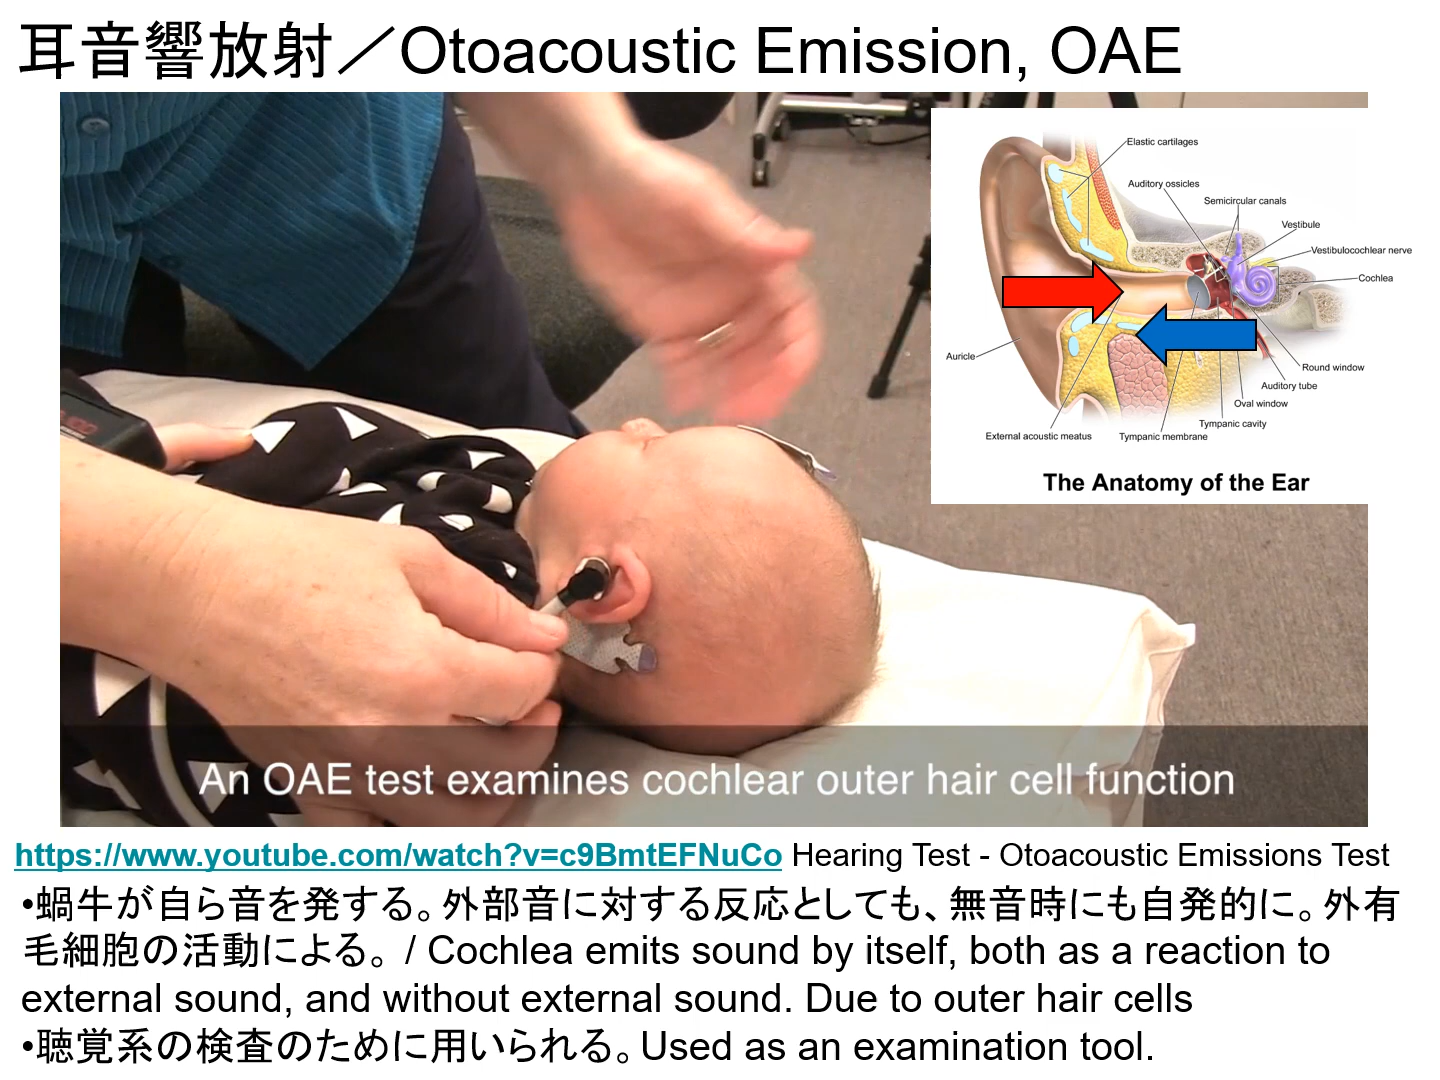 耳音響放射／Otoacoustic Emission, OAE
Elastic cartilages
Auditory ossicles
Semicircular canals
Vestibule
Vestibulocochlear nerve
Cochlea
Auricle
Round window
Auditory tube
Oval window
Tympanic cavity
External acoustic meatus
Tympanic membrane
The Anatomy of the Ear
An OAE test examines cochlear outer hair cell function
https://www.youtube.com/watch?v=c9BmtEFNuCo Hearing Test - Otoacoustic Emissions Test
•蝸牛が自ら音を発する。外部音に対する反応としても、無音時にも自発的に。外有
毛細胞の活動による。 / Cochlea emits sound by itself, both as a reaction to
external sound, and without external sound. Due to outer hair cells
•聴覚系の検査のために用いられる。Used as an examination tool.